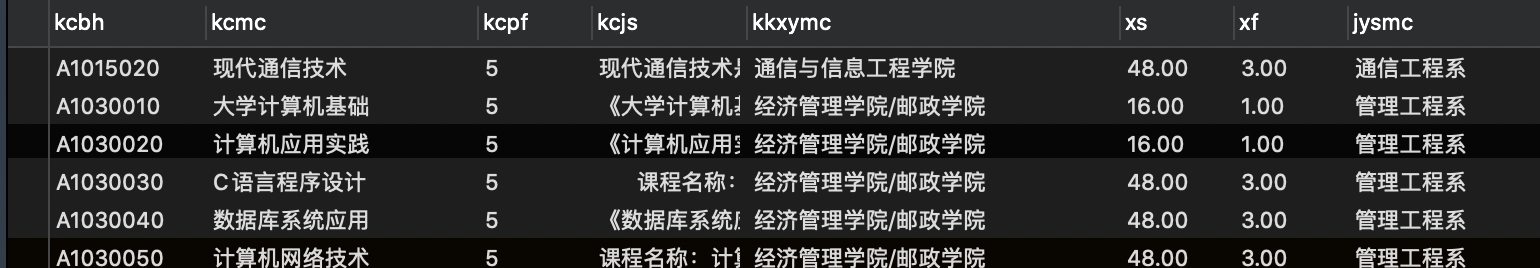 kcbh kcmc kcpf kcjs kkxymc xs xf jysmc
A1015020 现代通信技术 5 现代通信技术 通信与信息工程学院 48.00 3.00 通信工程系
A1030010 大学计算机基础 5 《大学计算机 经济管理学院/邮政学院 16.00 1.00 管理工程系
A1030020 计算机应用实践 5 《计算机应用 经济管理学院/邮政学院 16.00 1.00 管理工程系
A1030030 C语言程序设计 5 课程名称: 经济管理学院/邮政学院 48.00 3.00 管理工程系
A1030040 数据库系统应用 5 《数据库系统 经济管理学院/邮政学院 48.00 3.00 管理工程系
A1030050 计算机网络技术 5 课程名称：计 经济管理学院/邮政学院 48.00 3.00 管理工程系